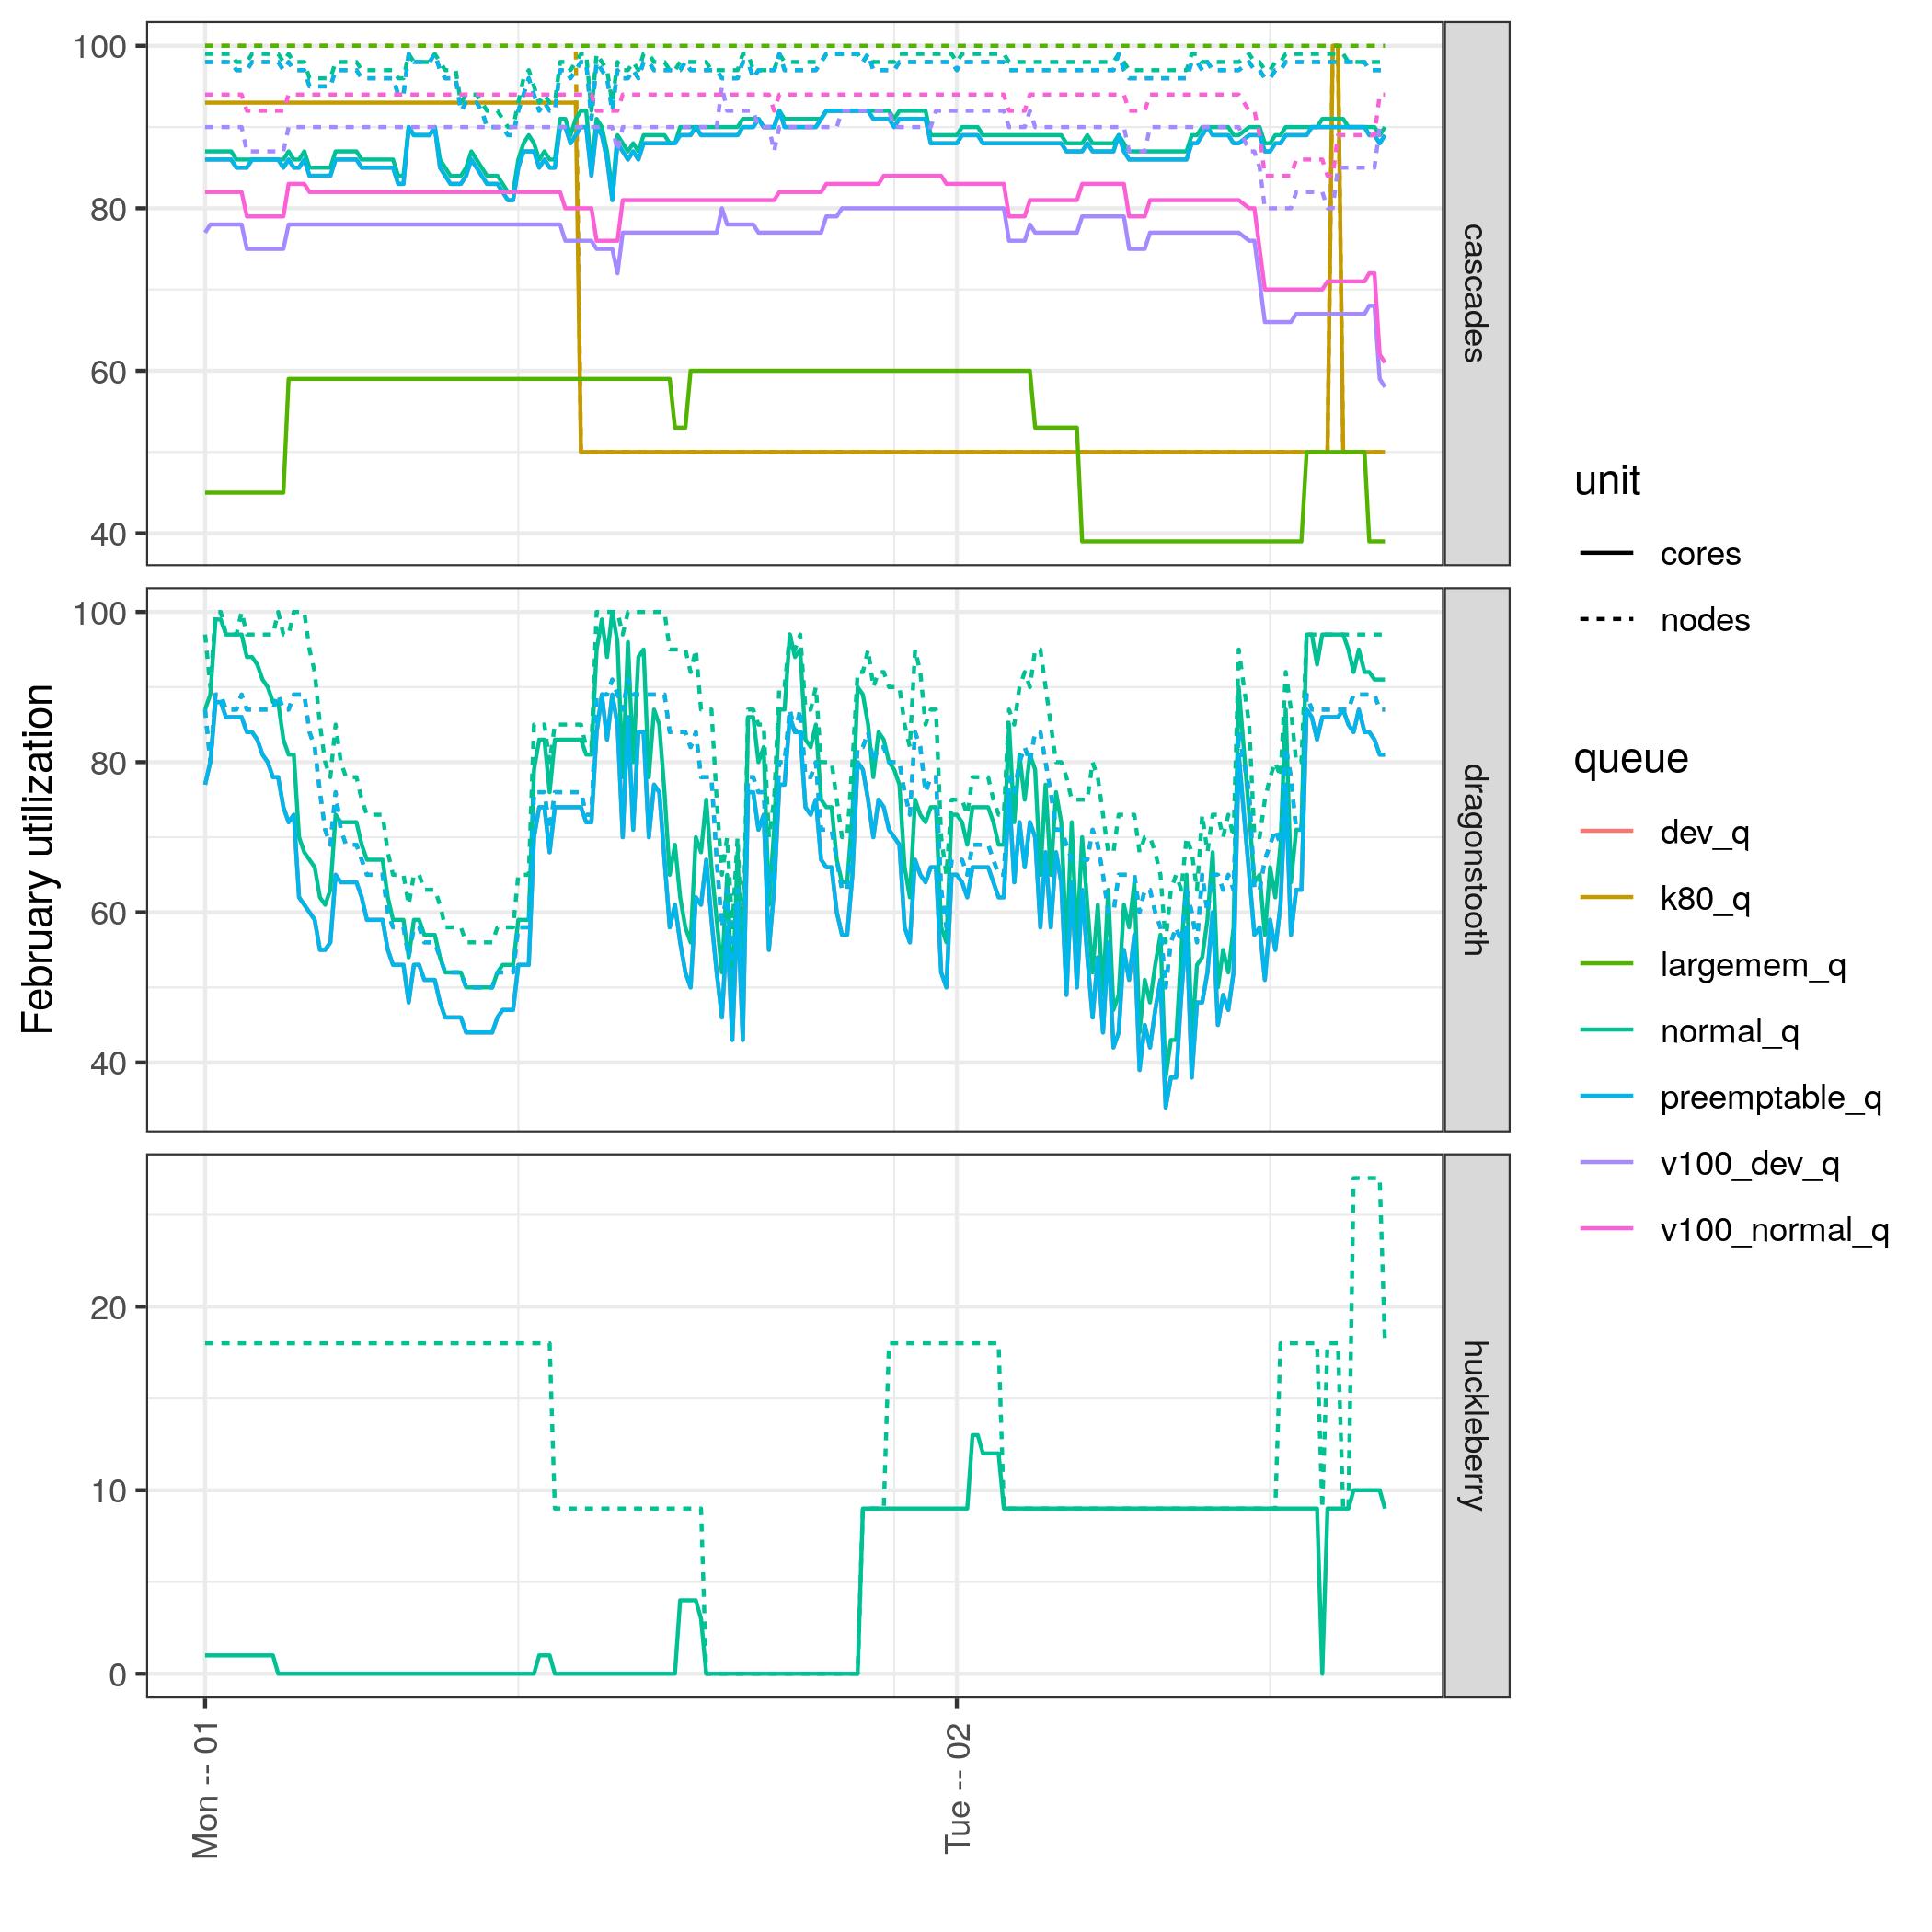 February utilization
100
80
60
40
cascades
100
80
60
40
dragonstooth
20
10
0
huckleberry
Mon -- 01
Tue -- 02
unit
cores
nodes
queue
dev_q
k80_q
largemem_q
normal_q
preemptable_q
v100_dev_q
v100_normal_q